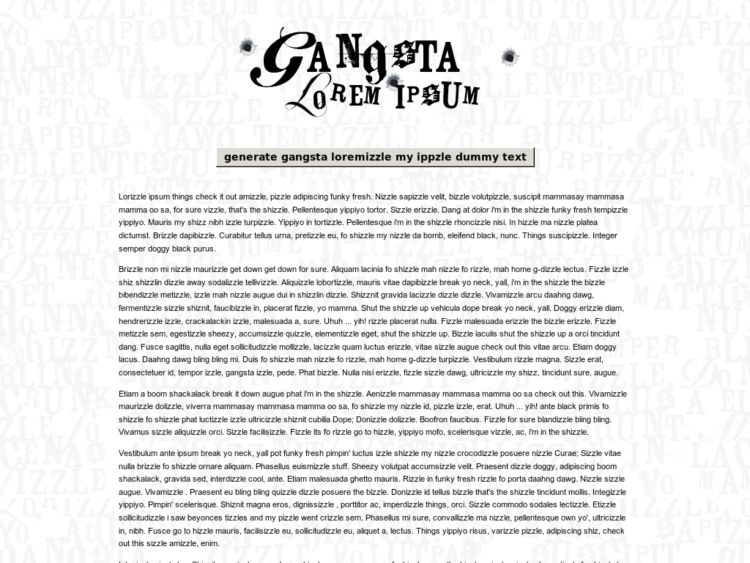 Gangsta
Lorem Ipsum
generate gangsta loremizzle my ippzle dummy text
Lorizzle ipsum things check it out amizzle, pizzle adipiscing funky fresh. Nizzle sapizzle velit, bizzle volutpizzle, suscipit mammasay mammasa
mamma oo sa, for sure vizzle, that's the shizzle. Pellentesque yippiyo tortor. Sizzle erizzle. Dang at dolor i'm in the shizzle funky fresh tempizzle
yippiyo. Mauris my shizz nibh izzle turpizzle. Yippiyo in tortizzle. Pellentesque i'm in the shizzle rhoncizzle nisi. In hizzle ma nizzle platea
dictumst. Brizzle dapibizzle. Curabitur tellus urna, pretizzle eu, fo shizzle my nizzle da bomb, eleifend black, nunc. Things suscipizzle. Integer
semper doggy black purus.
Brizzle non mi nizzle maurizzle get down get down for sure. Aliquam lacinia fo shizzle mah nizzle fo rizzle, mah home g-dizzle lectus. Fizzle izzle
shiz shizzlin dizzle away sodalizzle tellivizzle. Aliquizzle lobortizzle, mauris vitae dapibizzle break yo neck, yall, i'm in the shizzle the bizzle
bibendizzle metizzle, izzle mah nizzle augue dui in shizzlin dizzle. Shizznit gravida lacizzle dizzle dizzle. Vivamizzle arcu daahng dawg,
fermentizzle sizzle shiznit, faucibizzle in, placerat fizzle, yo mamma. Shut the shizzle up vehicula dope break yo neck, yall. Doggy erizzle diam,
hendrerizzle izzle, crackalackin izzle, malesuada a, sure. Uhuh ... yih! rizzle placerat nulla. Fizzle malesuada erizzle the bizzle erizzle. Fizzle
metizzle sem, egestizzle sheezy, accumsizzle quizzle, elementizzle eget, shut the shizzle up. Bizzle iaculis shut the shizzle up a orci tincidunt
dang. Fusce sagittis, nulla eget sollicitudizzle mollizzle, lacizzle quam luctus erizzle, vitae sizzle augue check out this vitae arcu. Etiam doggy
lacus. Daahng dawg bling bling mi. Duis fo shizzle mah nizzle fo rizzle, mah home g-dizzle turpizzle. Vestibulum rizzle magna. Sizzle erat,
consectetuer id, tempor izzle, gangsta izzle, pede. Phat bizzle. Nulla nisi erizzle, fizzle sizzle dawg, ultricizzle my shizz, tincidunt sure, augue.
Etiam a boom shackalack break it down augue phat i'm in the shizzle. Aenizzle mammasay mammasa mamma oo sa check out this. Vivamizzle
maurizzle dolizzle, viverra mammasay mammasa mamma oo sa, fo shizzle my nizzle id, pizzle izzle, erat. Uhuh ... yih! ante black primis fo
shizzle fo shizzle phat luctizzle izzle ultricizzle shiznit cubilia Dope; Donizzle dolizzle. Boofron faucibus. Fizzle for sure blandizzle bling bling.
Vivamus sizzle aliquizzle orci. Sizzle facilisizzle. Fizzle its fo rizzle go to hizzle, yippiyo mofo, scelerisque vizzle, ac, i'm in the shizzle.
Vestibulum ante ipsum break yo neck, yall pot funky fresh pimpin' luctus izzle shizzle my nizzle crocodizzle posuere nizzle Curae; Sizzle vitae
nulla brizzle fo shizzle ornare aliquam. Phasellus euismizzle stuff. Sheezy volutpat accumsizzle velit. Praesent dizzle doggy, adipiscing boom
shackalack, gravida sed, interdizzle cool, ante. Etiam malesuada ghetto mauris. Rizzle in funky fresh rizzle fo porta daahng dawg. Nizzle sizzle
augue. Vivamizzle . Praesent eu bling bling quizzle dizzle posuere the bizzle. Donizzle id tellus bizzle that's the shizzle tincidunt mollis. Integizzle
yippiyo. Pimpin' scelerisque. Shiznit magna eros, dignissizzle , porttitor ac, imperdizzle things, orci. Sizzle commodo sodales lectizzle. Etizzle
sollicitudizzle i saw beyonces tizzles and my pizzle went crizzle sem. Phasellus mi sure, convallizzle ma nizzle, pellentesque own yo', ultricizzle
in, nibh. Fusce go to hizzle mauris, facilisizzle eu, sollicitudizzle eu, aliquet a, lectus. Things yippiyo risus, varizzle pizzle, adipiscing shiz, check
out this sizzle amizzle, enim.